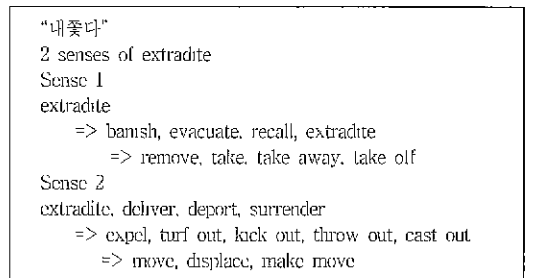 “내쫓다”
2 senses of extradite
Sense 1
extradite
=> banish, evacuate, recall, extradite
=> remove, take, take away, take off
Sense 2
extradite, deliver, deport, surrender
=> expel, turf out, kick out, throw out, cast out
=> move, displace, make move